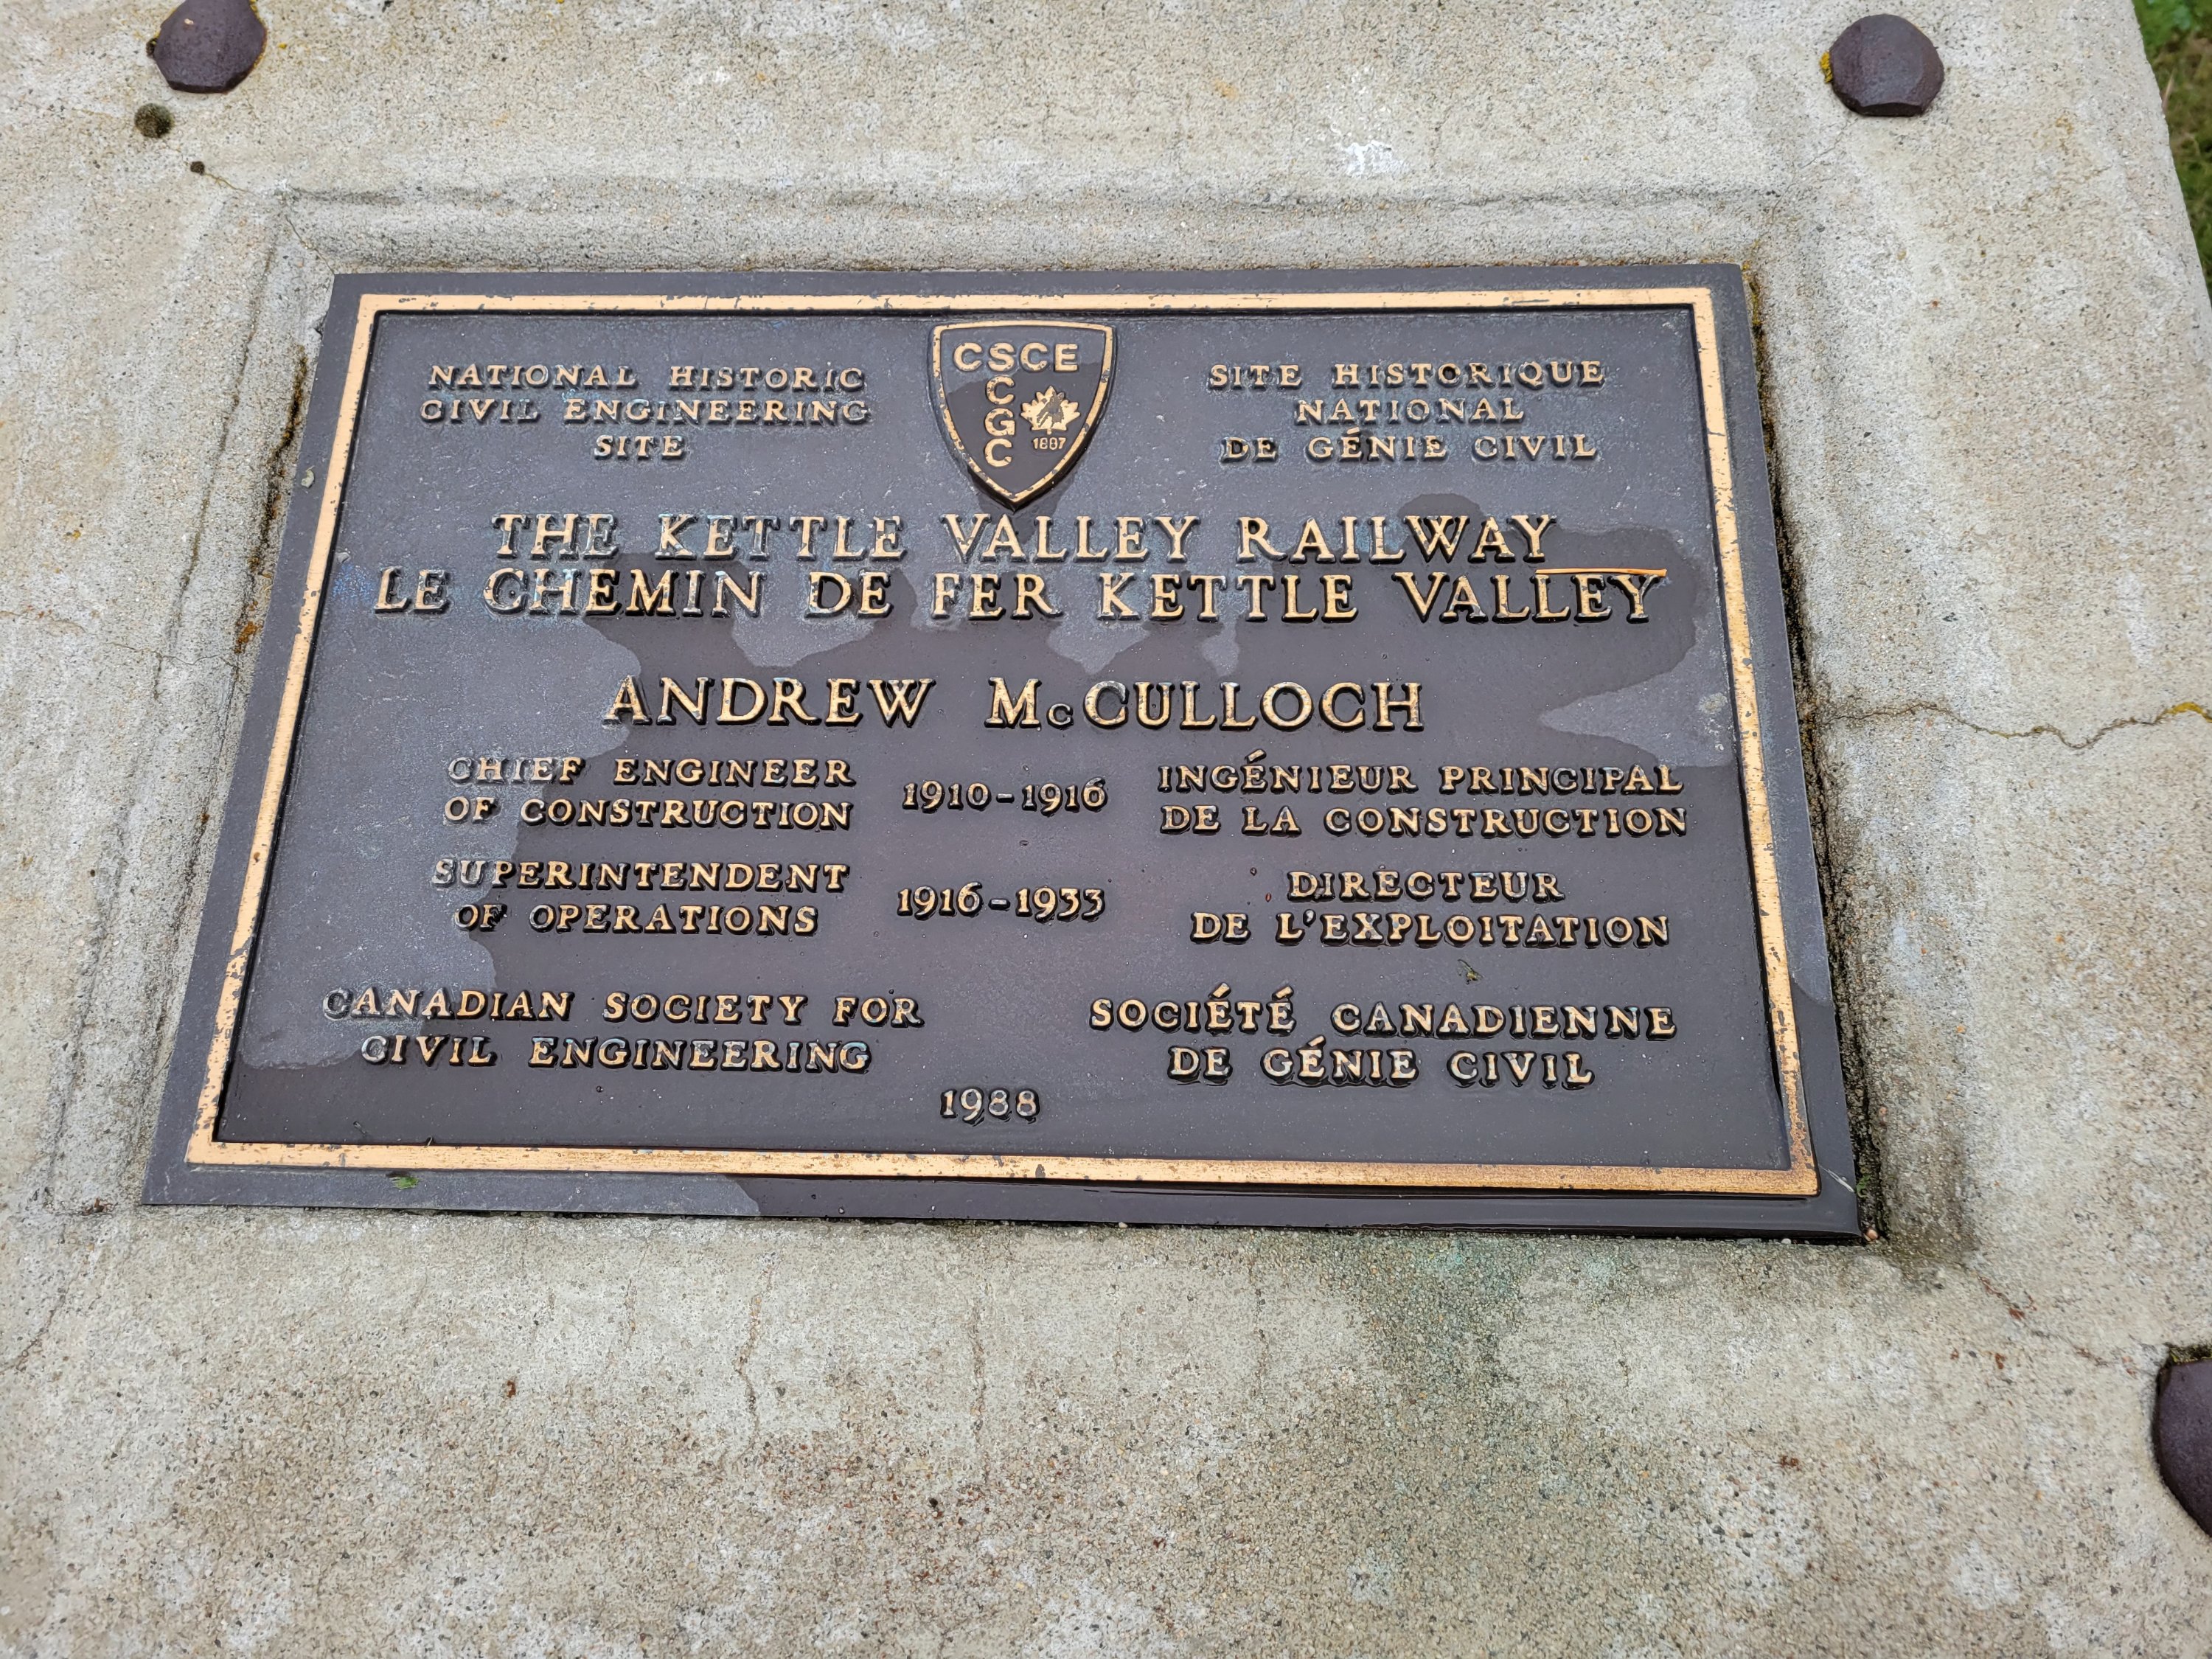 NATIONAL HISTORIC
CIVIL ENGINEERING
SITE
CSCE
SCGC
1887
SITE HISTORIQUE
NATIONAL
DE GÉNIE CIVIL
THE KETTLE VALLEY RAILWAY
LE CHEMIN DE FER KETTLE VALLEY
ANDREW McCULLOCH
CHIEF ENGINEER
OF CONSTRUCTION
1910-1916
INGÉNIEUR PRINCIPAL
DE LA CONSTRUCTION
SUPERINTENDENT
OF OPERATIONS
1916-1933
DIRECTEUR
DE L'EXPLOITATION
CANADIAN SOCIETY FOR
CIVIL ENGINEERING
SOCIÉTÉ CANADIENNE
DE GÉNIE CIVIL
1988